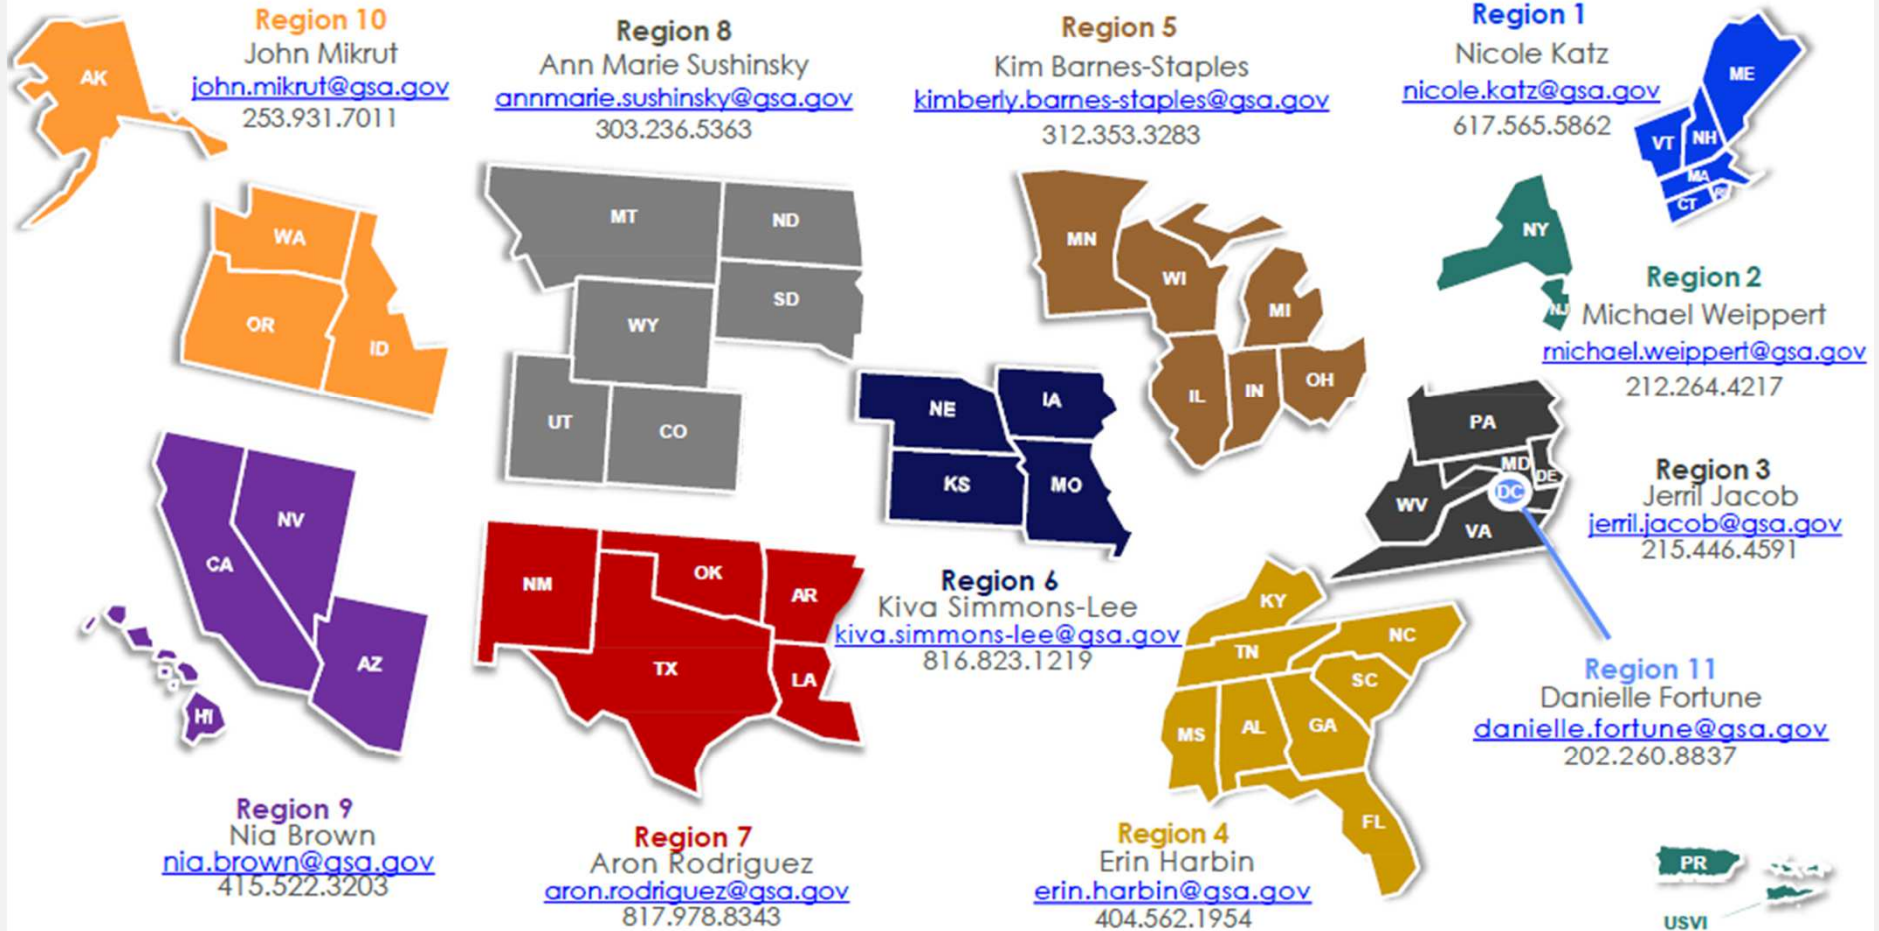 Region 10
John Mikrut
john.mikrut@gsa.gov
253.931.7011
AK
WA
OR
ID
Region 8
Ann Marie Sushinsky
annmarie.sushinsky@gsa.gov
303.236.5363
MT
ND
SD
WY
UT
CO
Region 5
Kim Barnes-Staples
kimberly.barnes-staples@gsa.gov
312.353.3283
MN
WI
MI
IL
IN
OH
Region 1
Nicole Katz
nicole.katz@gsa.gov
617.565.5862
ME
VT
NH
MA
CT
RI
NY
NJ
Region 2
Michael Weippert
michael.weippert@gsa.gov
212.264.4217
PA
MD
DE
DC
WV
VA
Region 3
Jerril Jacob
jerril.jacob@gsa.gov
215.446.4591
NE
IA
KS
MO
Region 6
Kiva Simmons-Lee
kiva.simmons-lee@gsa.gov
816.823.1219
CA
NV
AZ
HI
Region 9
Nia Brown
nia.brown@gsa.gov
415.522.3203
NM
OK
AR
TX
LA
Region 7
Aron Rodriguez
aron.rodriguez@gsa.gov
817.978.8343
KY
NC
TN
SC
MS
AL
GA
FL
Region 4
Erin Harbin
erin.harbin@gsa.gov
404.562.1954
Region 11
Danielle Fortune
danielle.fortune@gsa.gov
202.260.8837
PR
USVI